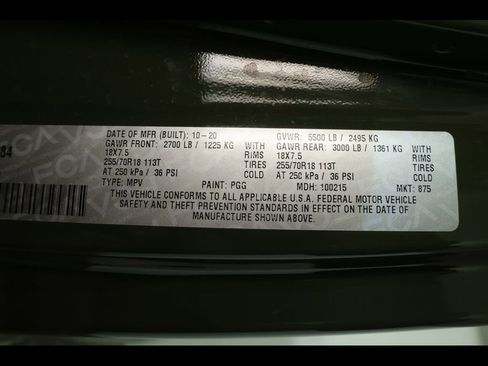 DATE OF MFR (BUILT): 10-20 GVWR: 5500 LB / 2495 KG
GAWR FRONT: 2700 LB / 1225 KG WITH GAWR REAR: 3000 LB / 1361 KG WITH
18X7.5 RIMS 18X7.5 RIMS
255/70R18 113T TIRES 255/70R18 113T TIRES
AT 250 kPa / 36 PSI COLD AT 250 kPa / 36 PSI COLD
TYPE: MPV PAINT: PGG MDH: 100215 MKT: 875
THIS VEHICLE CONFORMS TO ALL APPLICABLE U.S.A. FEDERAL MOTOR VEHICLE
SAFETY AND THEFT PREVENTION STANDARDS IN EFFECT ON THE DATE OF
MANUFACTURE SHOWN ABOVE.
84